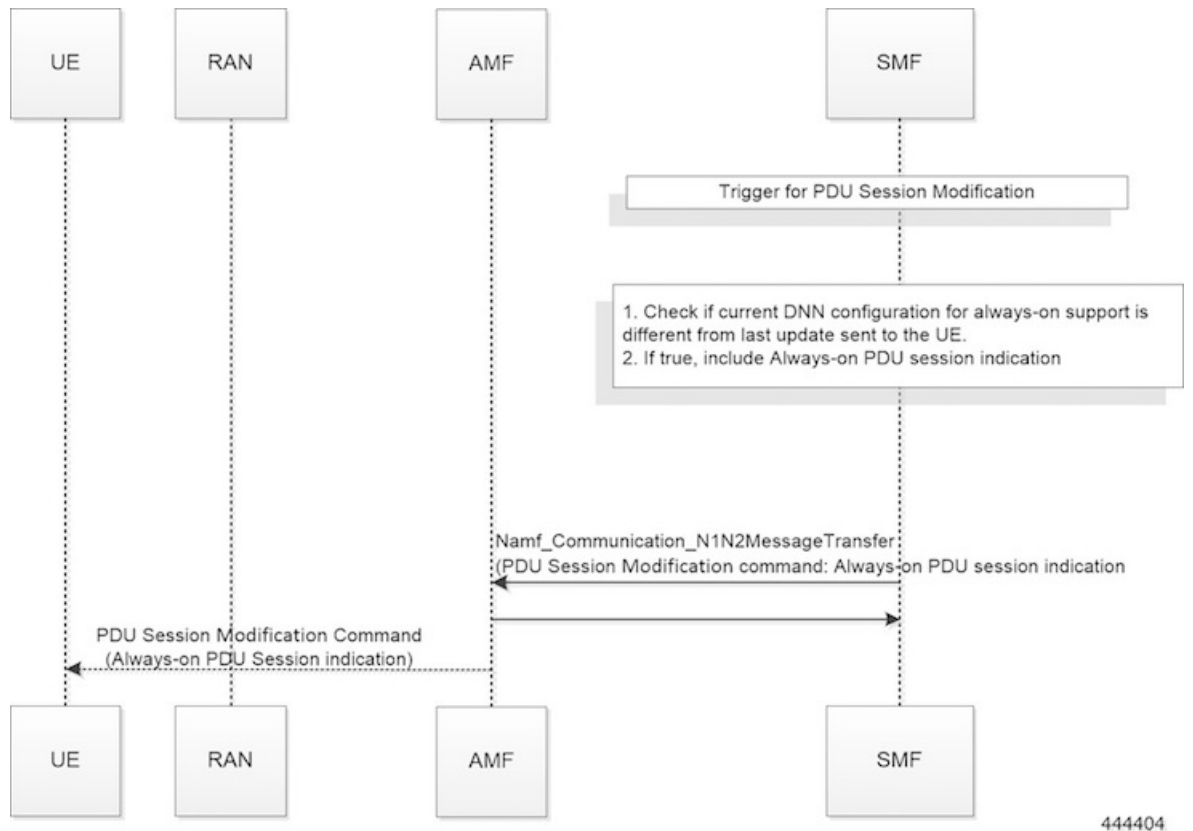 UE
RAN
AMF
SMF
Trigger for PDU Session Modification
1. Check if current DNN configuration for always-on support is
different from last update sent to the UE.
2. If true, include Always-on PDU session indication
Namf_Communication_N1N2MessageTransfer
(PDU Session Modification command: Always-on PDU session indication
PDU Session Modification Command
(Always-on PDU Session indication)
UE
RAN
AMF
SMF
444404